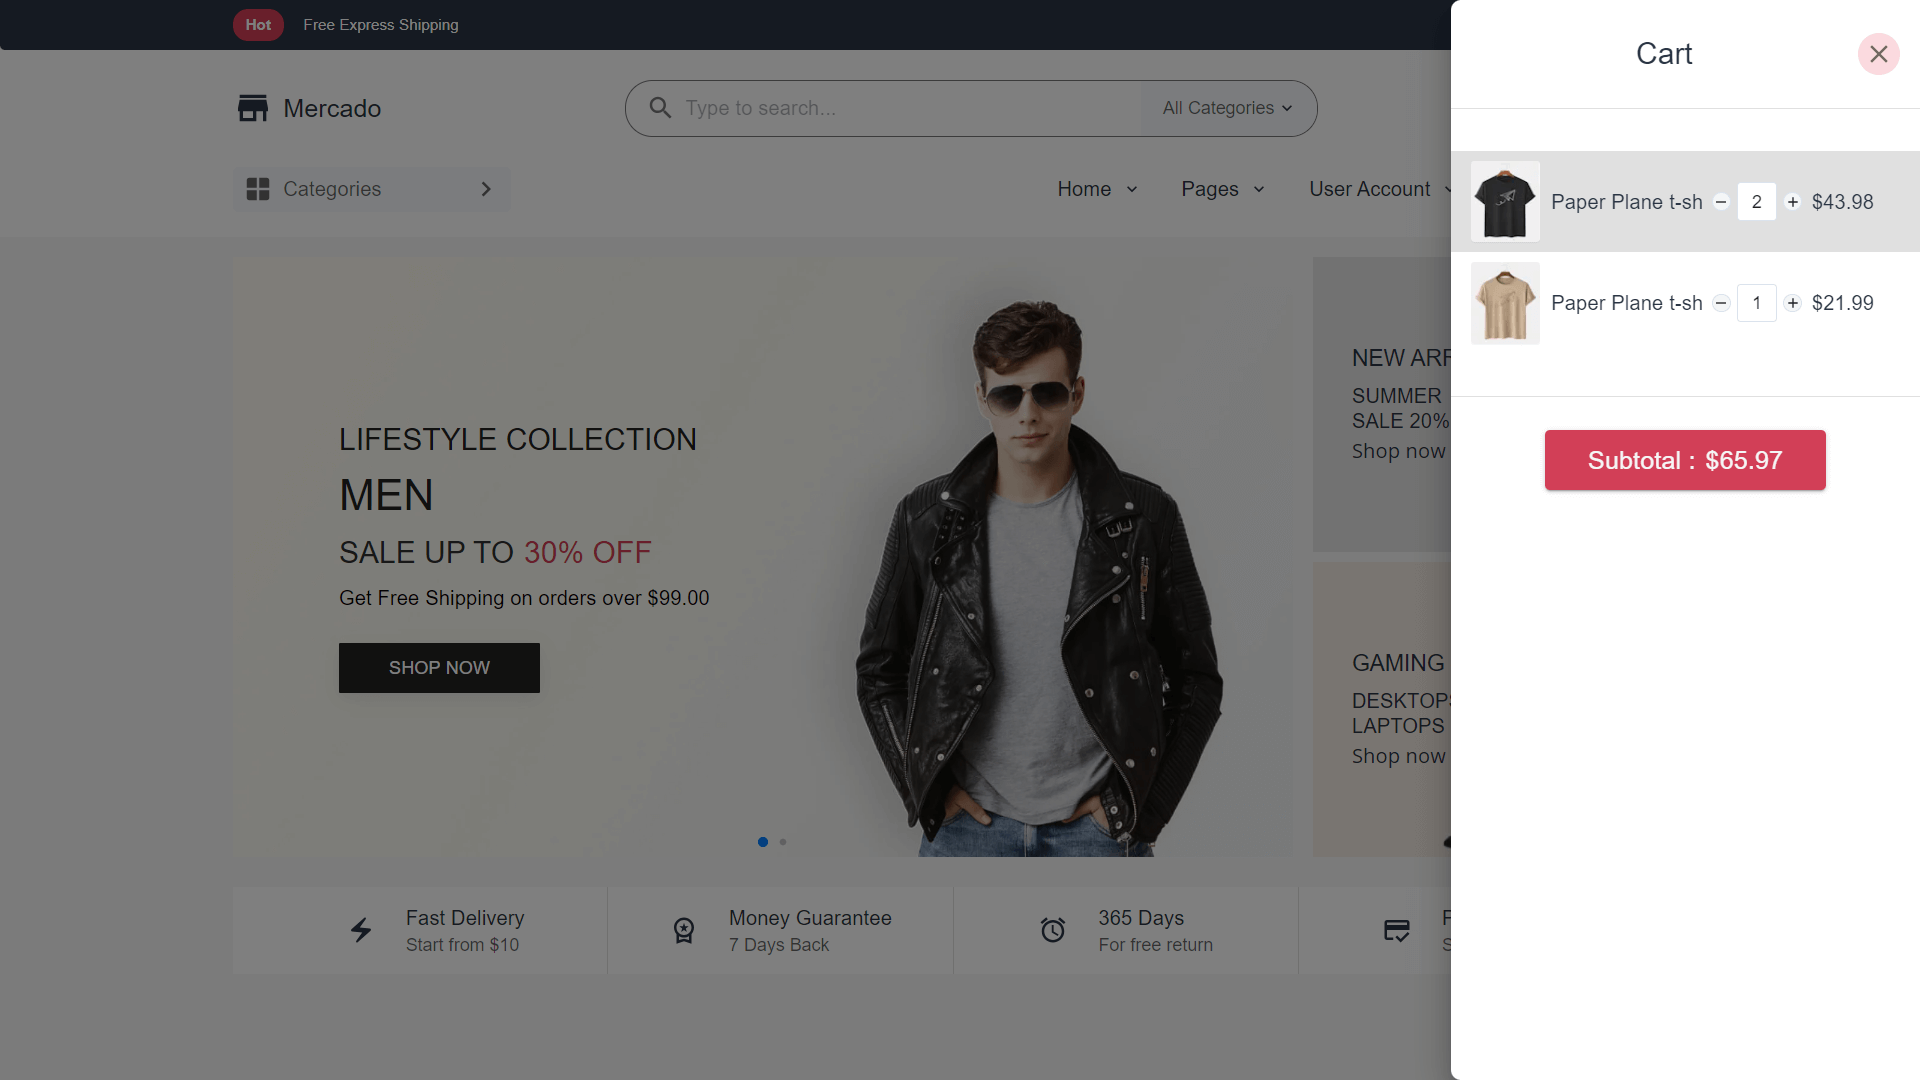 Hot
Free Express Shipping
Mercado
Type to search...
All Categories
Categories
Home
Pages
User Account
LIFESTYLE COLLECTION
MEN
SALE UP TO 30% OFF
Get Free Shipping on orders over $99.00
SHOP NOW
NEW ARR
SUMMER
SALE 20%
Shop now
GAMING
DESKTOPS
LAPTOPS
Shop now
Fast Delivery
Start from $10
Money Guarantee
7 Days Back
365 Days
For free return
Cart
Paper Plane t-sh
2
$43.98
Paper Plane t-sh
1
$21.99
Subtotal : $65.97